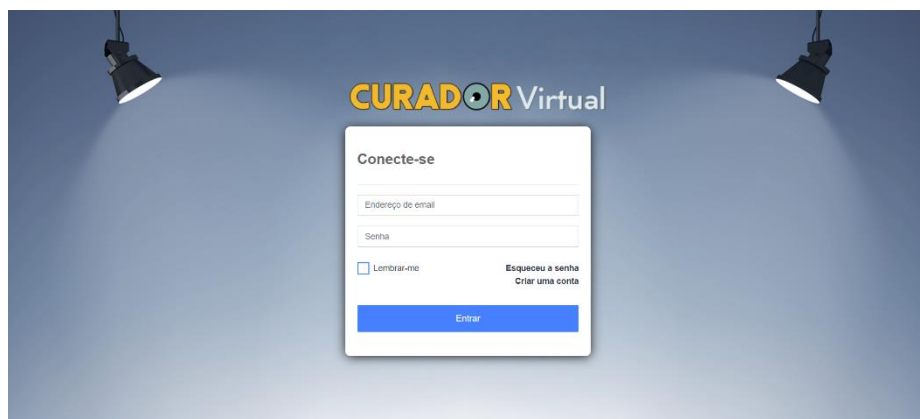 CURADOR Virtual
Conecte-se
Endereço de email
Senha
Lembrar-me
Esqueceu a senha
Criar uma conta
Entrar